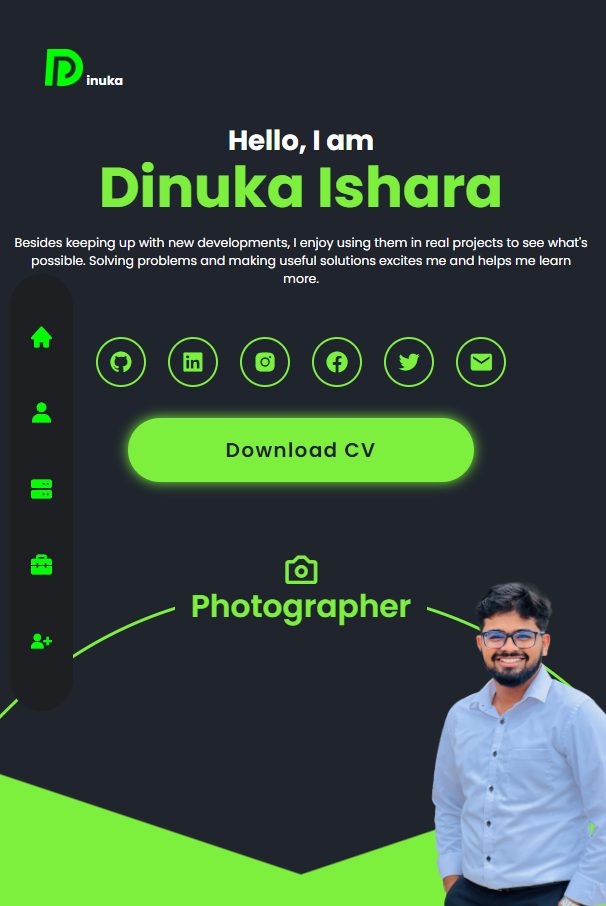 Dinuka
Hello, I am
Dinuka Ishara
Besides keeping up with new developments, I enjoy using them in real projects to see what's
possible. Solving problems and making useful solutions excites me and helps me learn
more.
Download CV
Photographer